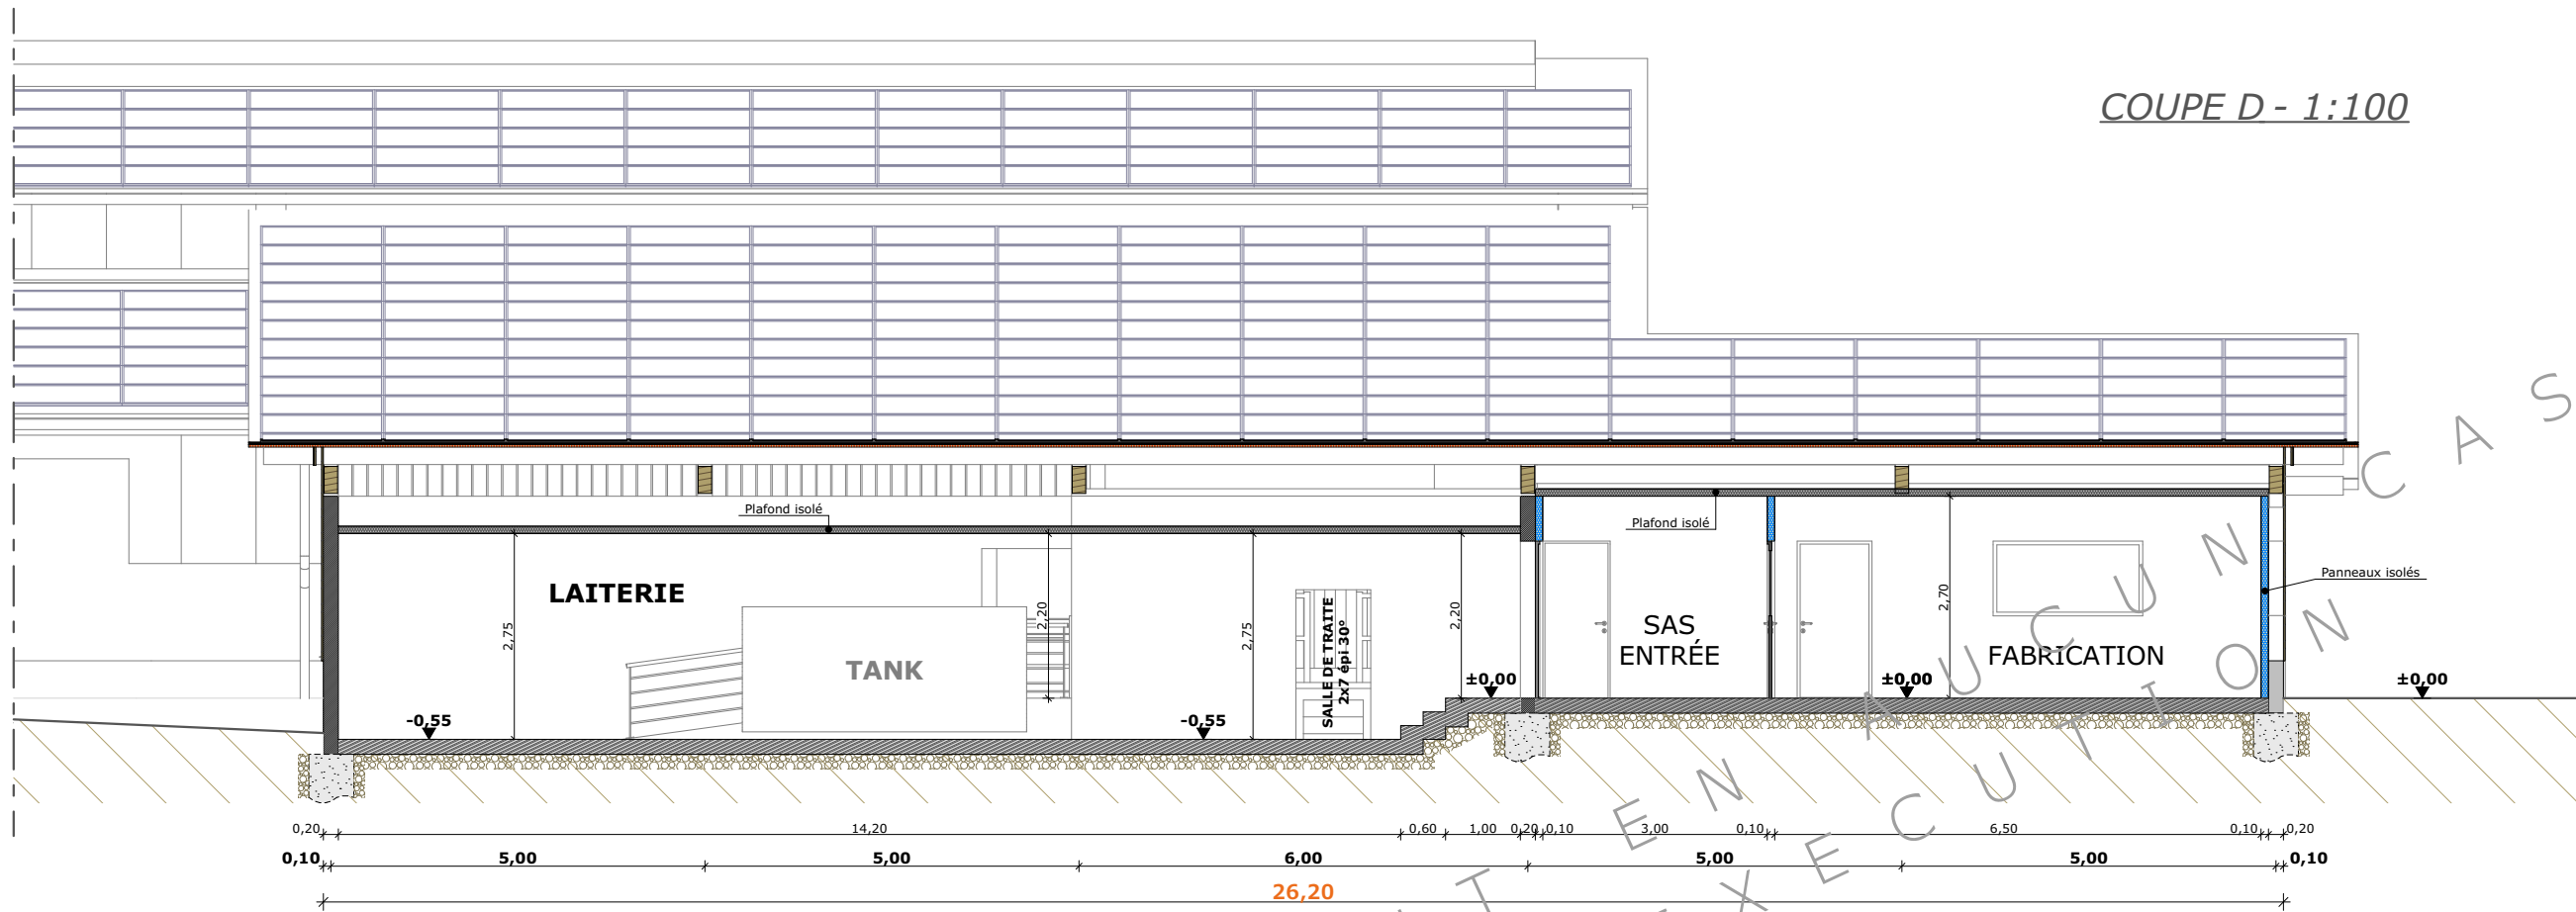 COUPE D - 1:100
Plafond isolé
Plafond isolé
Panneaux isolés
LAITERIE
TANK
SALLE DE TRAITE
2x7 épi 30°
SAS
ENTRÉE
FABRICATION
2,75
2,20
2,75
2,20
2,70
-0,55
-0,55
±0,00
±0,00
±0,00
0,20 14,20 0,60 1,00 0,20 0,10 3,00 0,10 6,50 0,10 0,20
0,10 5,00 5,00 6,00 5,00 5,00 0,10
26,20
T EN AUCUN CAS
XECUTION